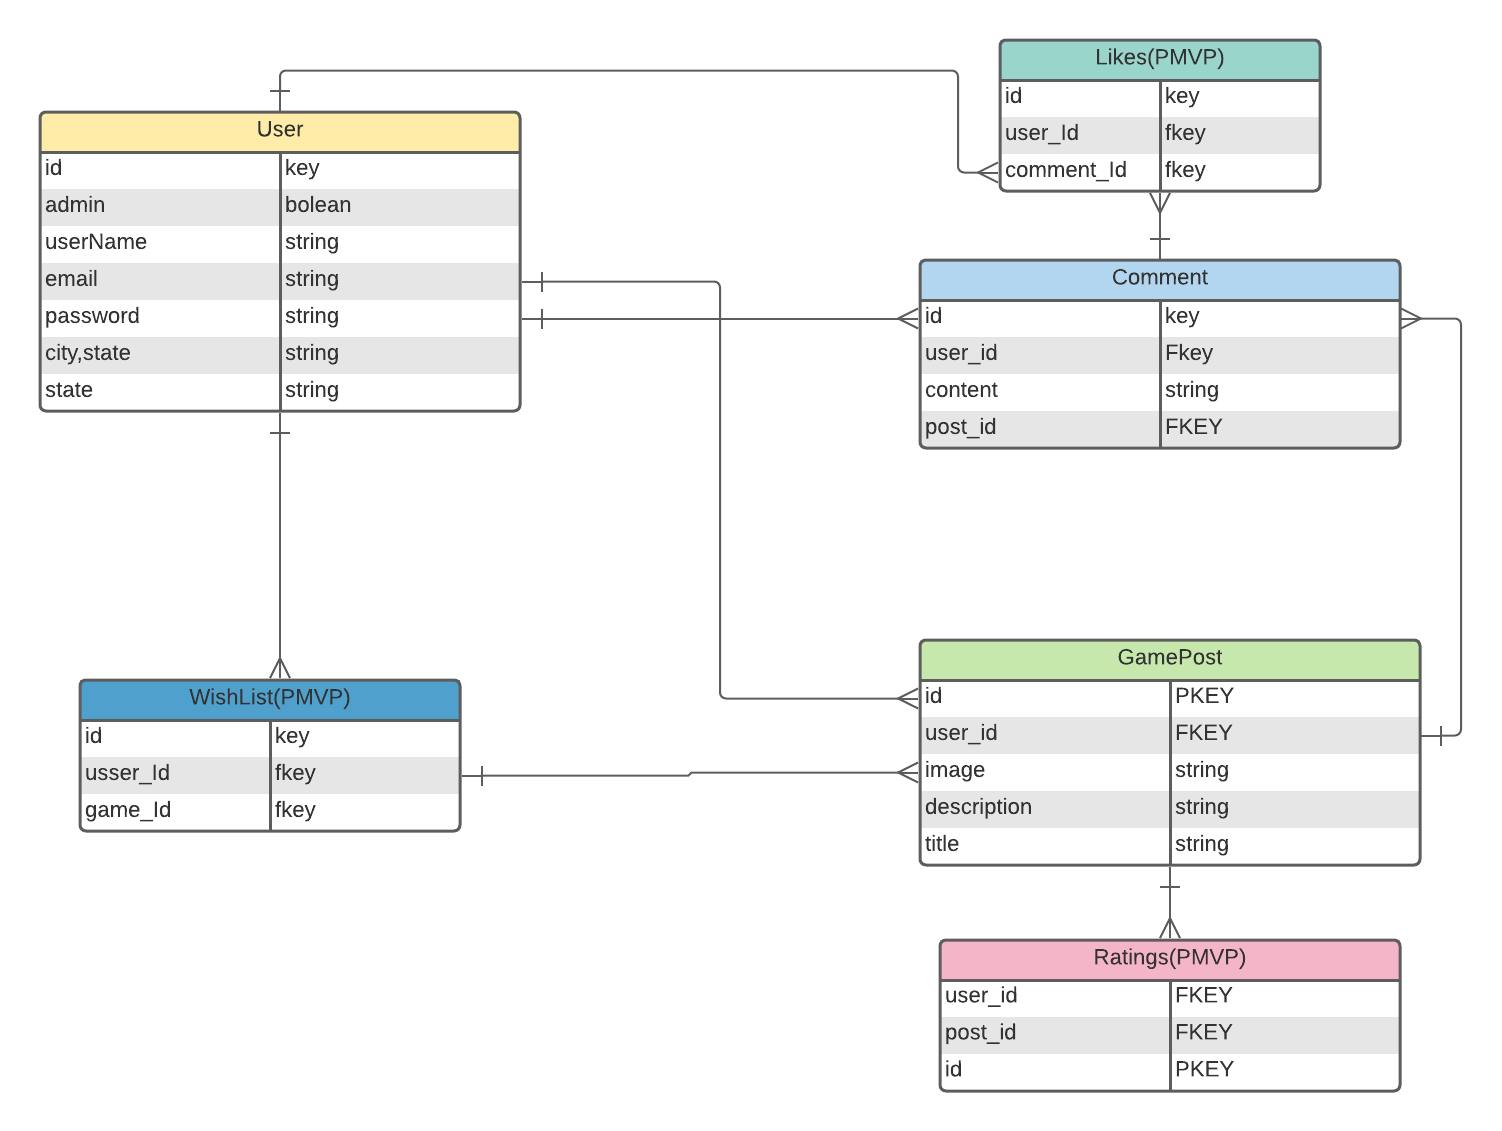 Likes(PMVP)
id key
user_Id fkey
comment_Id fkey
User
id key
admin bolean
userName string
email string
password string
city,state string
state string
Comment
id key
user_id Fkey
content string
post_id FKEY
WishList(PMVP)
id key
usser_Id fkey
game_Id fkey
GamePost
id PKEY
user_id FKEY
image string
description string
title string
Ratings(PMVP)
user_id FKEY
post_id FKEY
id PKEY